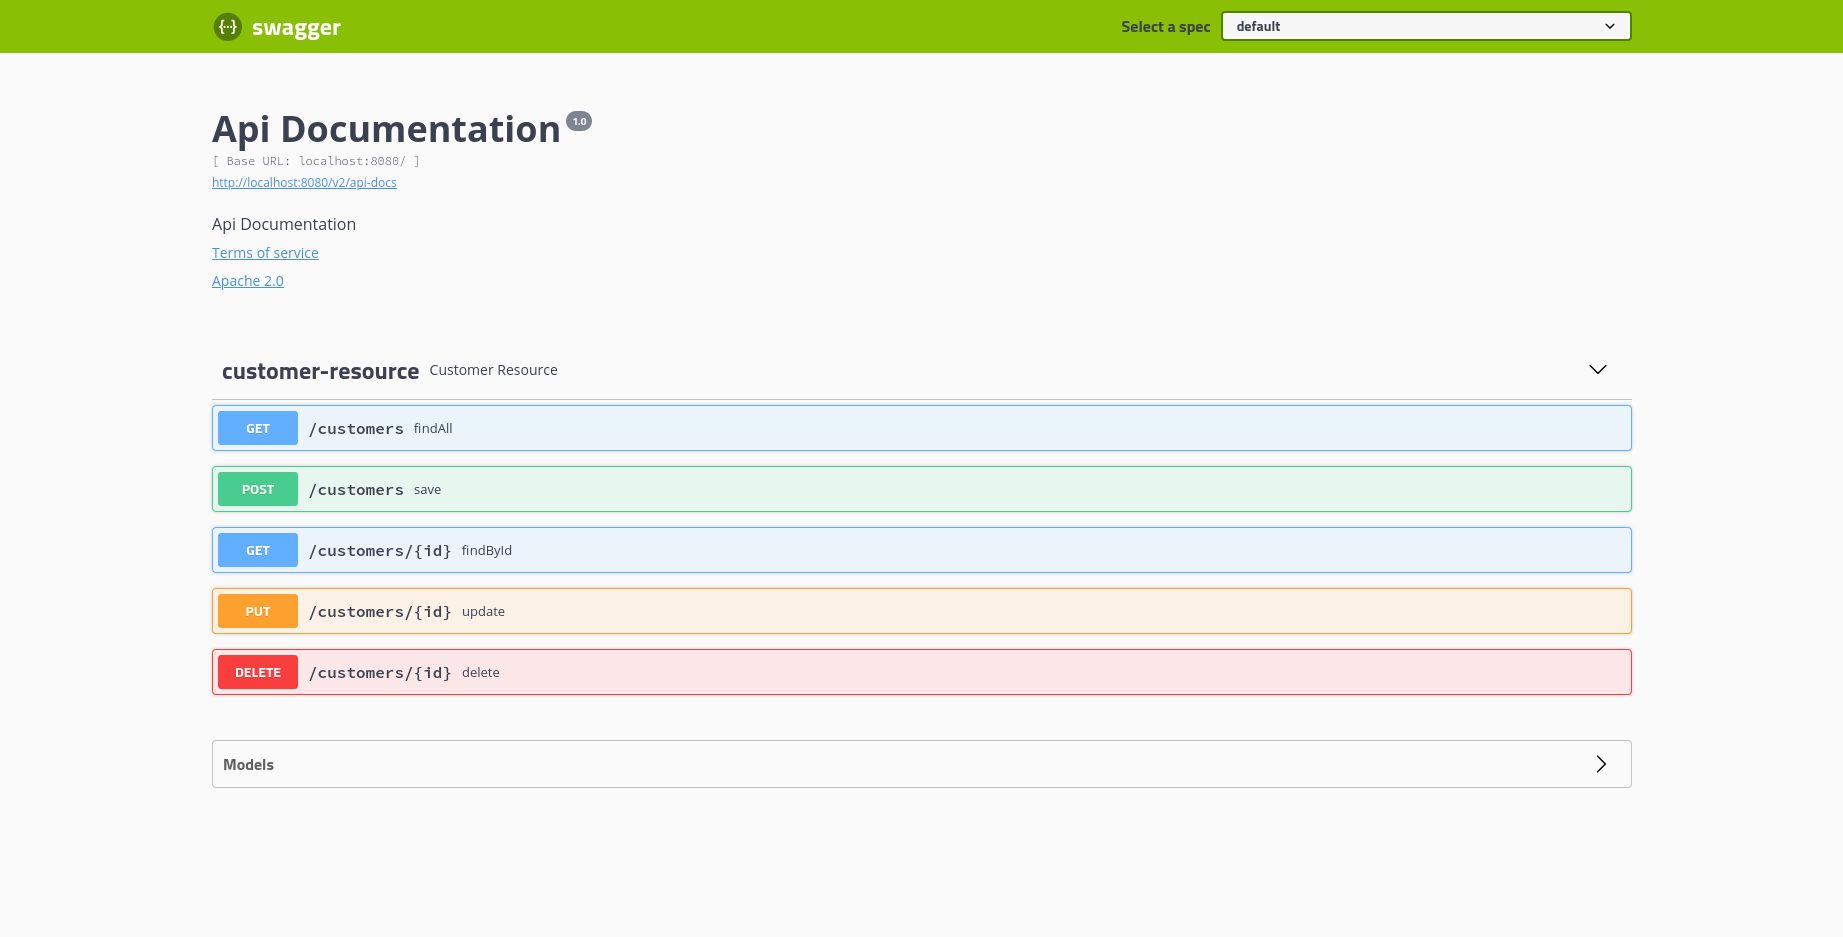 {···} swagger
Select a spec default
Api Documentation 1.0
[ Base URL: localhost:8080/ ]
http://localhost:8080/v2/api-docs
Api Documentation
Terms of service
Apache 2.0
customer-resource Customer Resource
GET /customers findAll
POST /customers save
GET /customers/{id} findById
PUT /customers/{id} update
DELETE /customers/{id} delete
Models